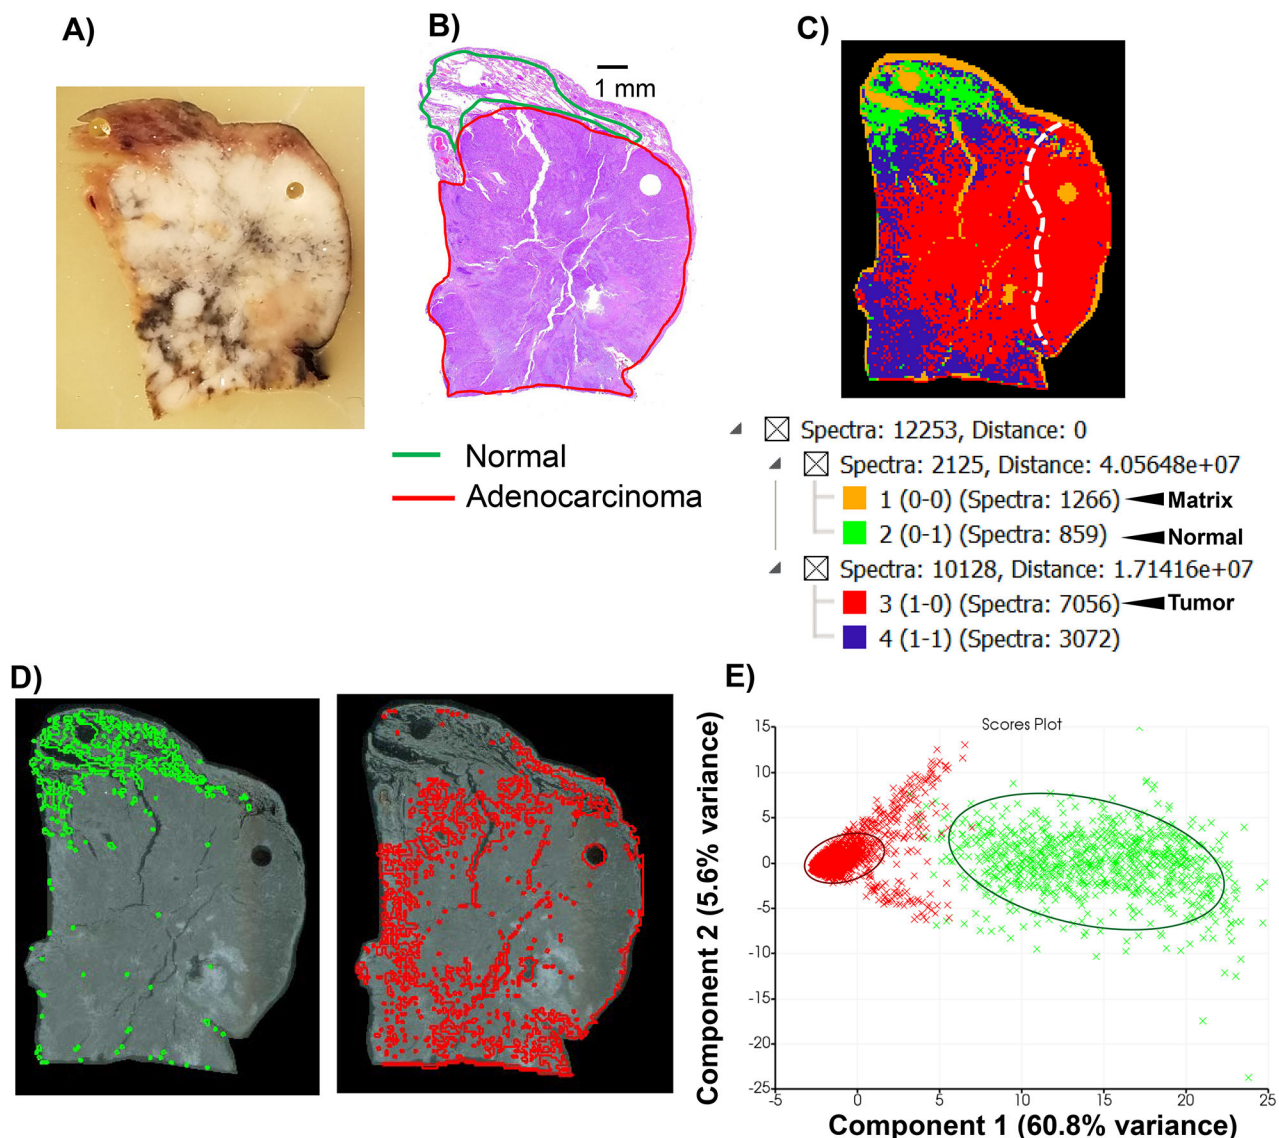 A)
B)
1 mm
C)
Normal
Adenocarcinoma
Spectra: 12253, Distance: 0
Spectra: 2125, Distance: 4.05648e+07
1 (0-0) (Spectra: 1266) Matrix
2 (0-1) (Spectra: 859) Normal
Spectra: 10128, Distance: 1.71416e+07
3 (1-0) (Spectra: 7056) Tumor
4 (1-1) (Spectra: 3072)
D)
E)
Scores Plot
Component 2 (5.6% variance)
15
10
5
0
-5
-10
-15
-20
-25
-5 0 5 10 15 20 25
Component 1 (60.8% variance)